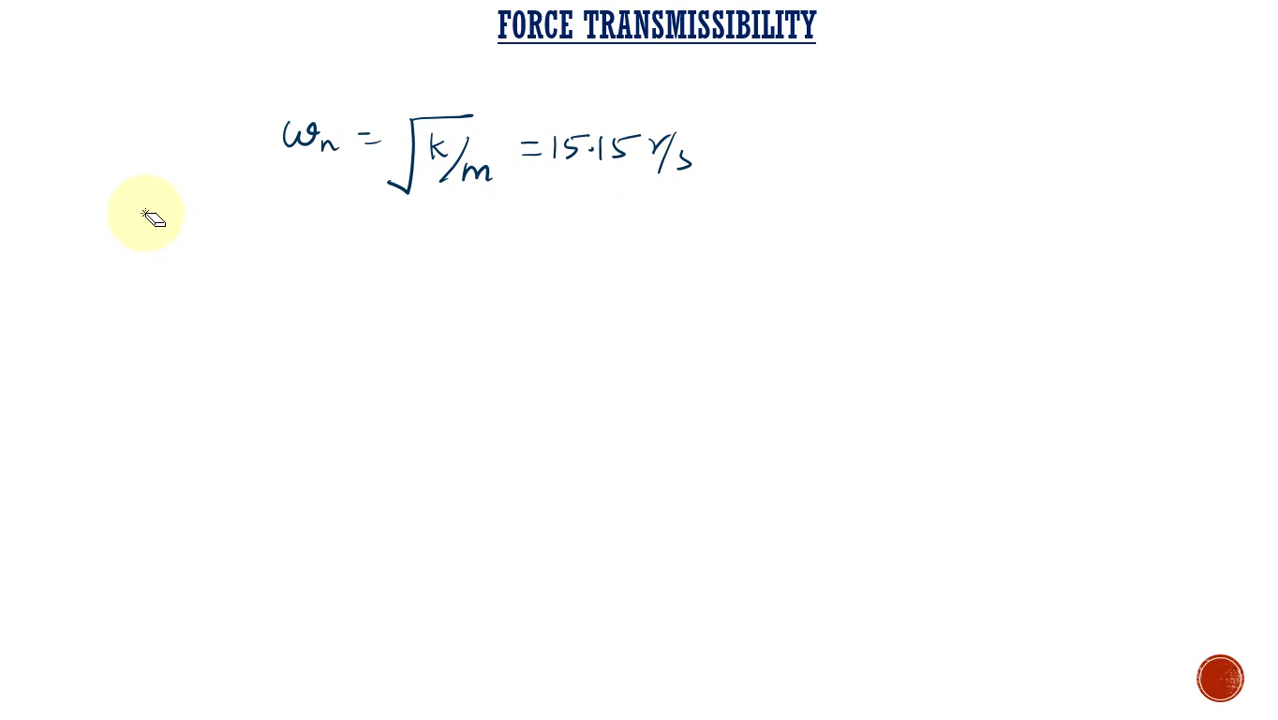 FORCE TRANSMISSIBILITY
ωn = √k/m = 15.15 r/s